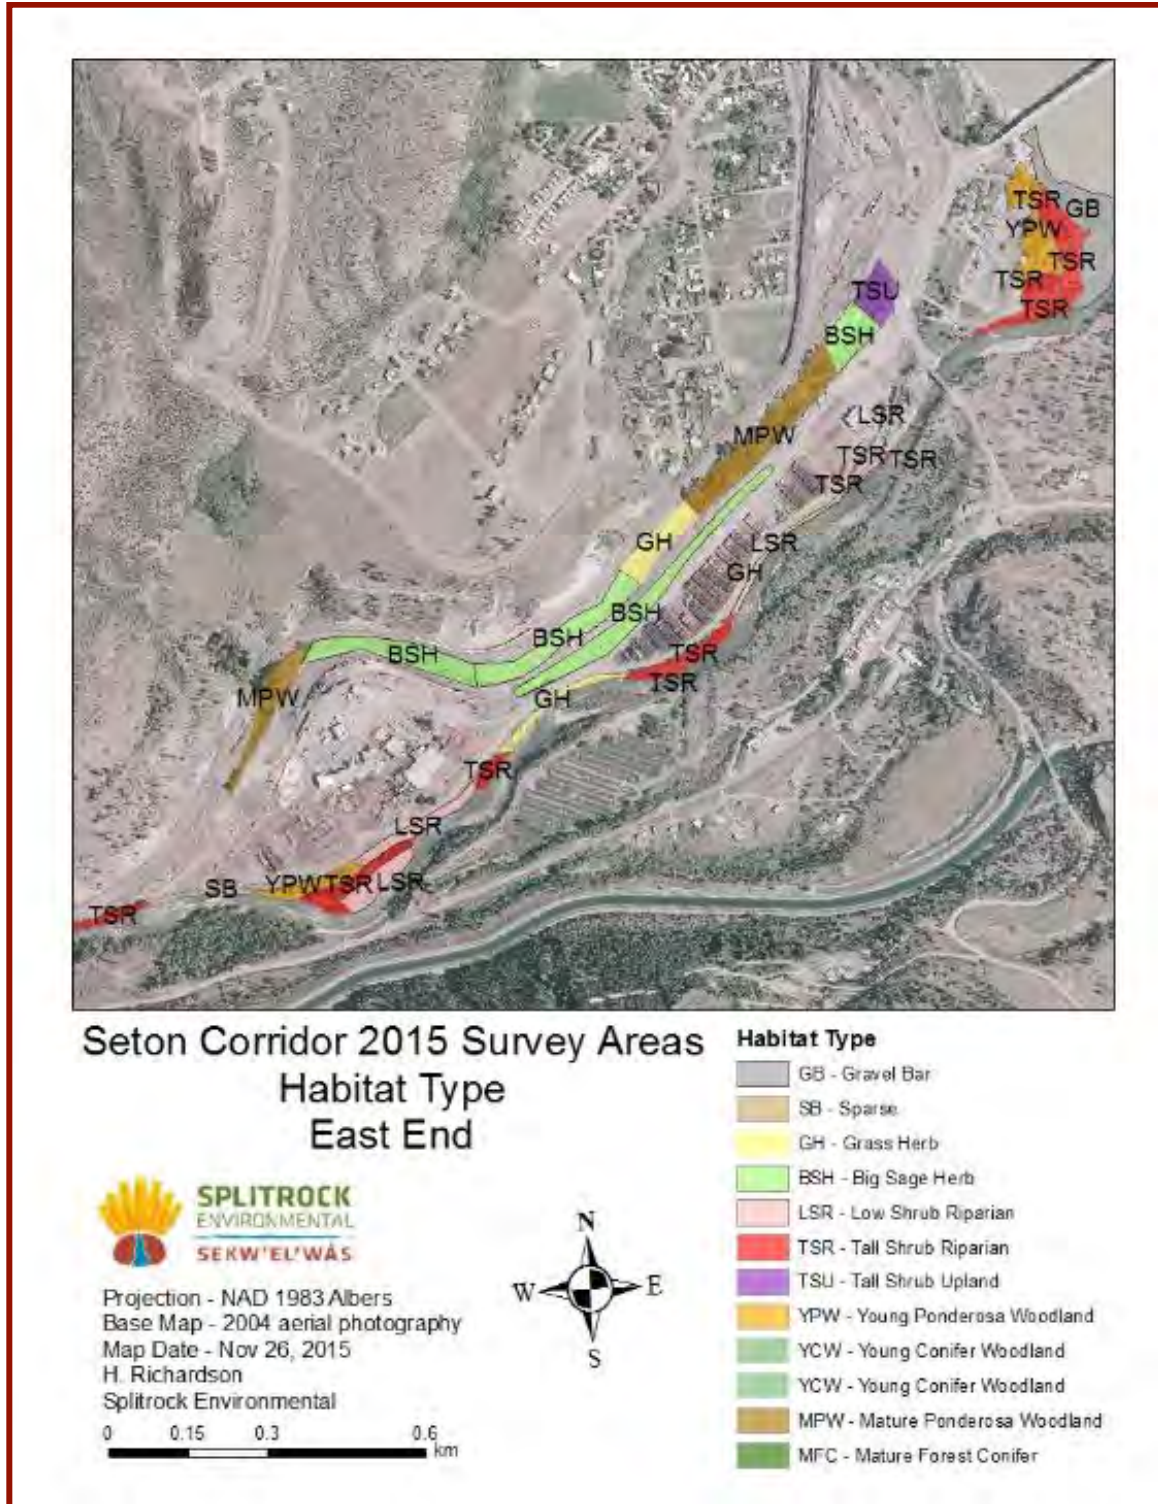 TSR
GB
YPW
TSR
TSR
TSU
TSR
BSH
LSR
MPW
TSR
TSR
TSR
GH
LSR
GH
BSH
BSH
BSH
TSR
TSR
MPW
GH
TSR
LSR
SB
YPW
TSR
LSR
TSR
Seton Corridor 2015 Survey Areas
Habitat Type
East End
SPLITROCK
ENVIRONMENTAL
SEKW'EL'WÁS
Projection - NAD 1983 Albers
Base Map - 2004 aerial photography
Map Date - Nov 26, 2015
H. Richardson
Splitrock Environmental
0 0.15 0.3 0.6
km
N
W E
S
Habitat Type
GB - Gravel Bar
SB - Sparse
GH - Grass Herb
BSH - Big Sage Herb
LSR - Low Shrub Riparian
TSR - Tall Shrub Riparian
TSU - Tall Shrub Upland
YPW - Young Ponderosa Woodland
YCW - Young Conifer Woodland
YCW - Young Conifer Woodland
MPW - Mature Ponderosa Woodland
MFC - Mature Forest Conifer